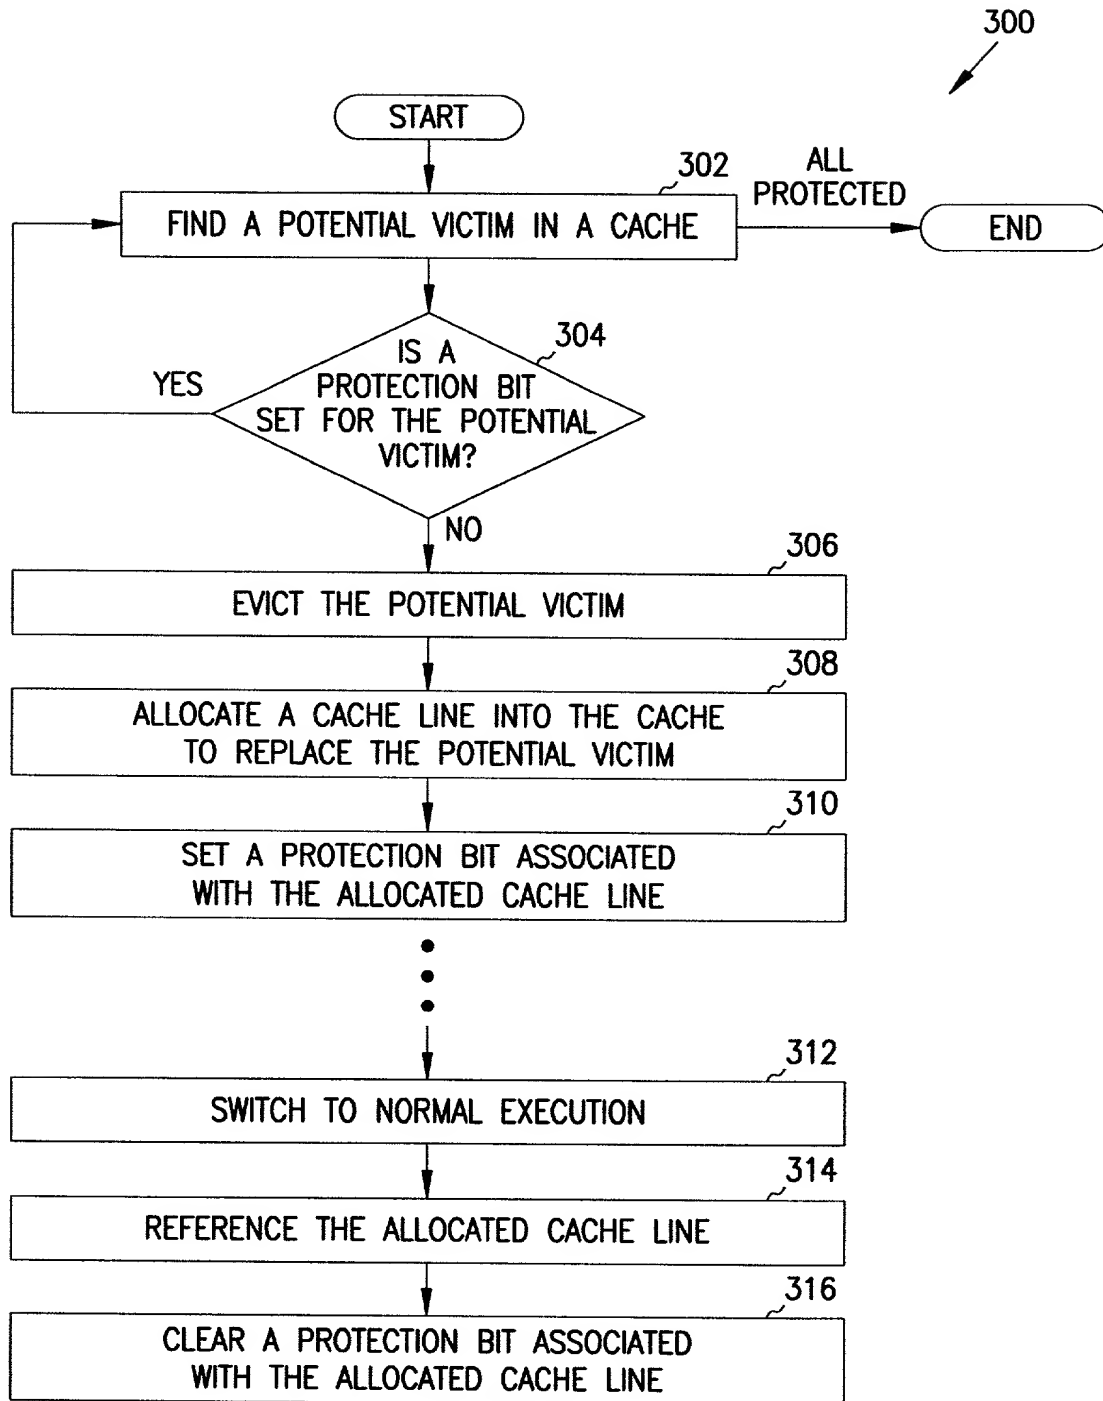 300
START
302
ALL
PROTECTED
FIND A POTENTIAL VICTIM IN A CACHE
END
304
IS A
PROTECTION BIT
SET FOR THE POTENTIAL
VICTIM?
YES
NO
306
EVICT THE POTENTIAL VICTIM
308
ALLOCATE A CACHE LINE INTO THE CACHE
TO REPLACE THE POTENTIAL VICTIM
310
SET A PROTECTION BIT ASSOCIATED
WITH THE ALLOCATED CACHE LINE
312
SWITCH TO NORMAL EXECUTION
314
REFERENCE THE ALLOCATED CACHE LINE
316
CLEAR A PROTECTION BIT ASSOCIATED
WITH THE ALLOCATED CACHE LINE